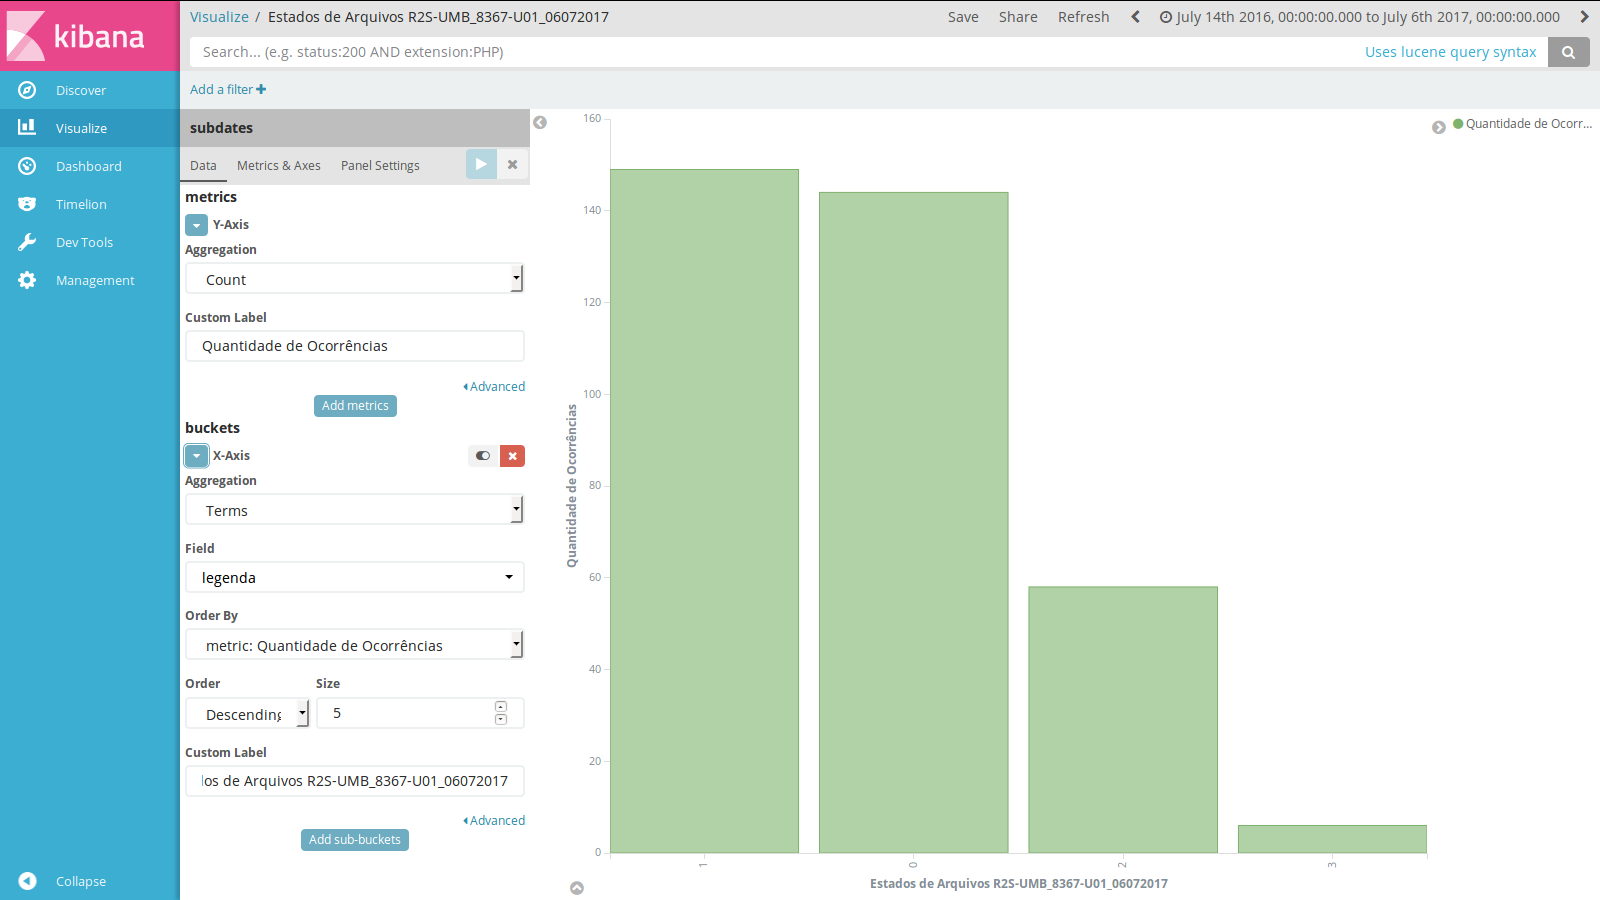 kibana
Visualize / Estados de Arquivos R2S-UMB_8367-U01_06072017
Save Share Refresh July 14th 2016, 00:00:00.000 to July 6th 2017, 00:00:00.000
Search... (e.g. status:200 AND extension:PHP) Uses lucene query syntax
Add a filter
Discover
Visualize
Dashboard
Timelion
Dev Tools
Management
Collapse
subdates
Data Metrics & Axes Panel Settings
metrics
Y-Axis
Aggregation
Count
Custom Label
Quantidade de Ocorrências
Advanced
Add metrics
buckets
X-Axis
Aggregation
Terms
Field
legenda
Order By
metric: Quantidade de Ocorrências
Order Size
Descending 5
Custom Label
los de Arquivos R2S-UMB_8367-U01_06072017
Advanced
Add sub-buckets
Quantidade de Ocorrências
160
140
120
100
80
60
40
20
0
1 0 2 3
Estados de Arquivos R2S-UMB_8367-U01_06072017
Quantidade de Ocorr...